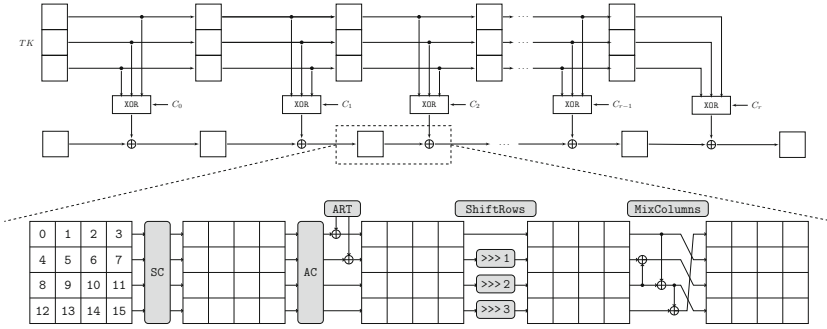 TK
...
...
XOR C₀ XOR C₁ XOR C₂ XOR Cᵣ₋₁ XOR Cᵣ
...
ART ShiftRows MixColumns
0 1 2 3
4 5 6 7 >>> 1
SC AC
8 9 10 11 >>> 2
12 13 14 15 >>> 3